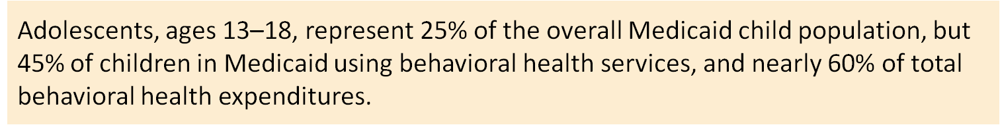 Adolescents, ages 13–18, represent 25% of the overall Medicaid child population, but
45% of children in Medicaid using behavioral health services, and nearly 60% of total
behavioral health expenditures.